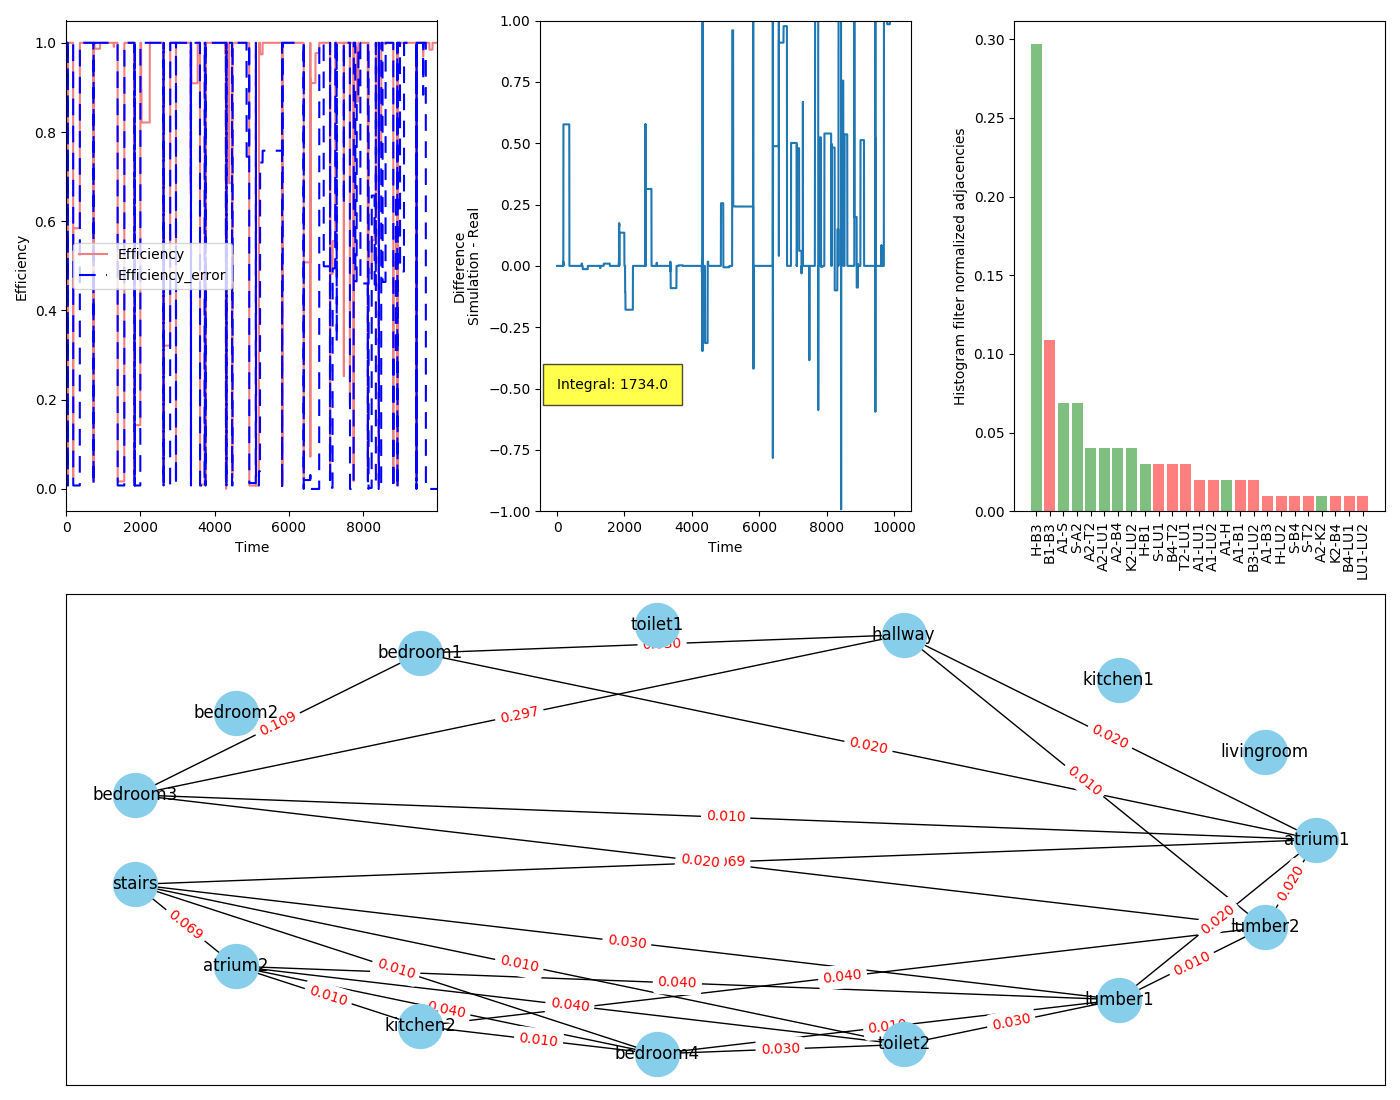 1.0
0.8
0.6
0.4
0.2
0.0
Efficiency
Efficiency
Efficiency_error
0
2000
4000
6000
8000
Time
1.00
0.75
0.50
0.25
0.00
−0.25
−0.50
−0.75
−1.00
Difference
Simulation - Real
Integral: 1734.0
0
2000
4000
6000
8000
10000
Time
0.30
0.25
0.20
0.15
0.10
0.05
0.00
Histogram filter normalized adjacencies
H-B3
B1-B3
A1-S
S-A2
A2-T2
A2-LU1
A2-B4
K2-LU2
H-B1
S-LU1
B4-T2
T2-LU1
A1-LU1
A1-LU2
A1-H
A1-B1
B3-LU2
A1-B3
H-LU2
S-B4
S-T2
A2-K2
K2-B4
B4-LU1
LU1-LU2
toilet1
hallway
bedroom1
kitchen1
bedroom2
0.109
0.297
0.020
0.020
livingroom
0.010
bedroom3
0.010
atrium1
0.020
stairs
0.020
0.069
0.020
lumber2
0.030
atrium2
0.010
0.010
0.010
0.040
0.040
0.010
lumber1
0.040
0.040
0.030
kitchen2
0.010
0.030
toilet2
bedroom4